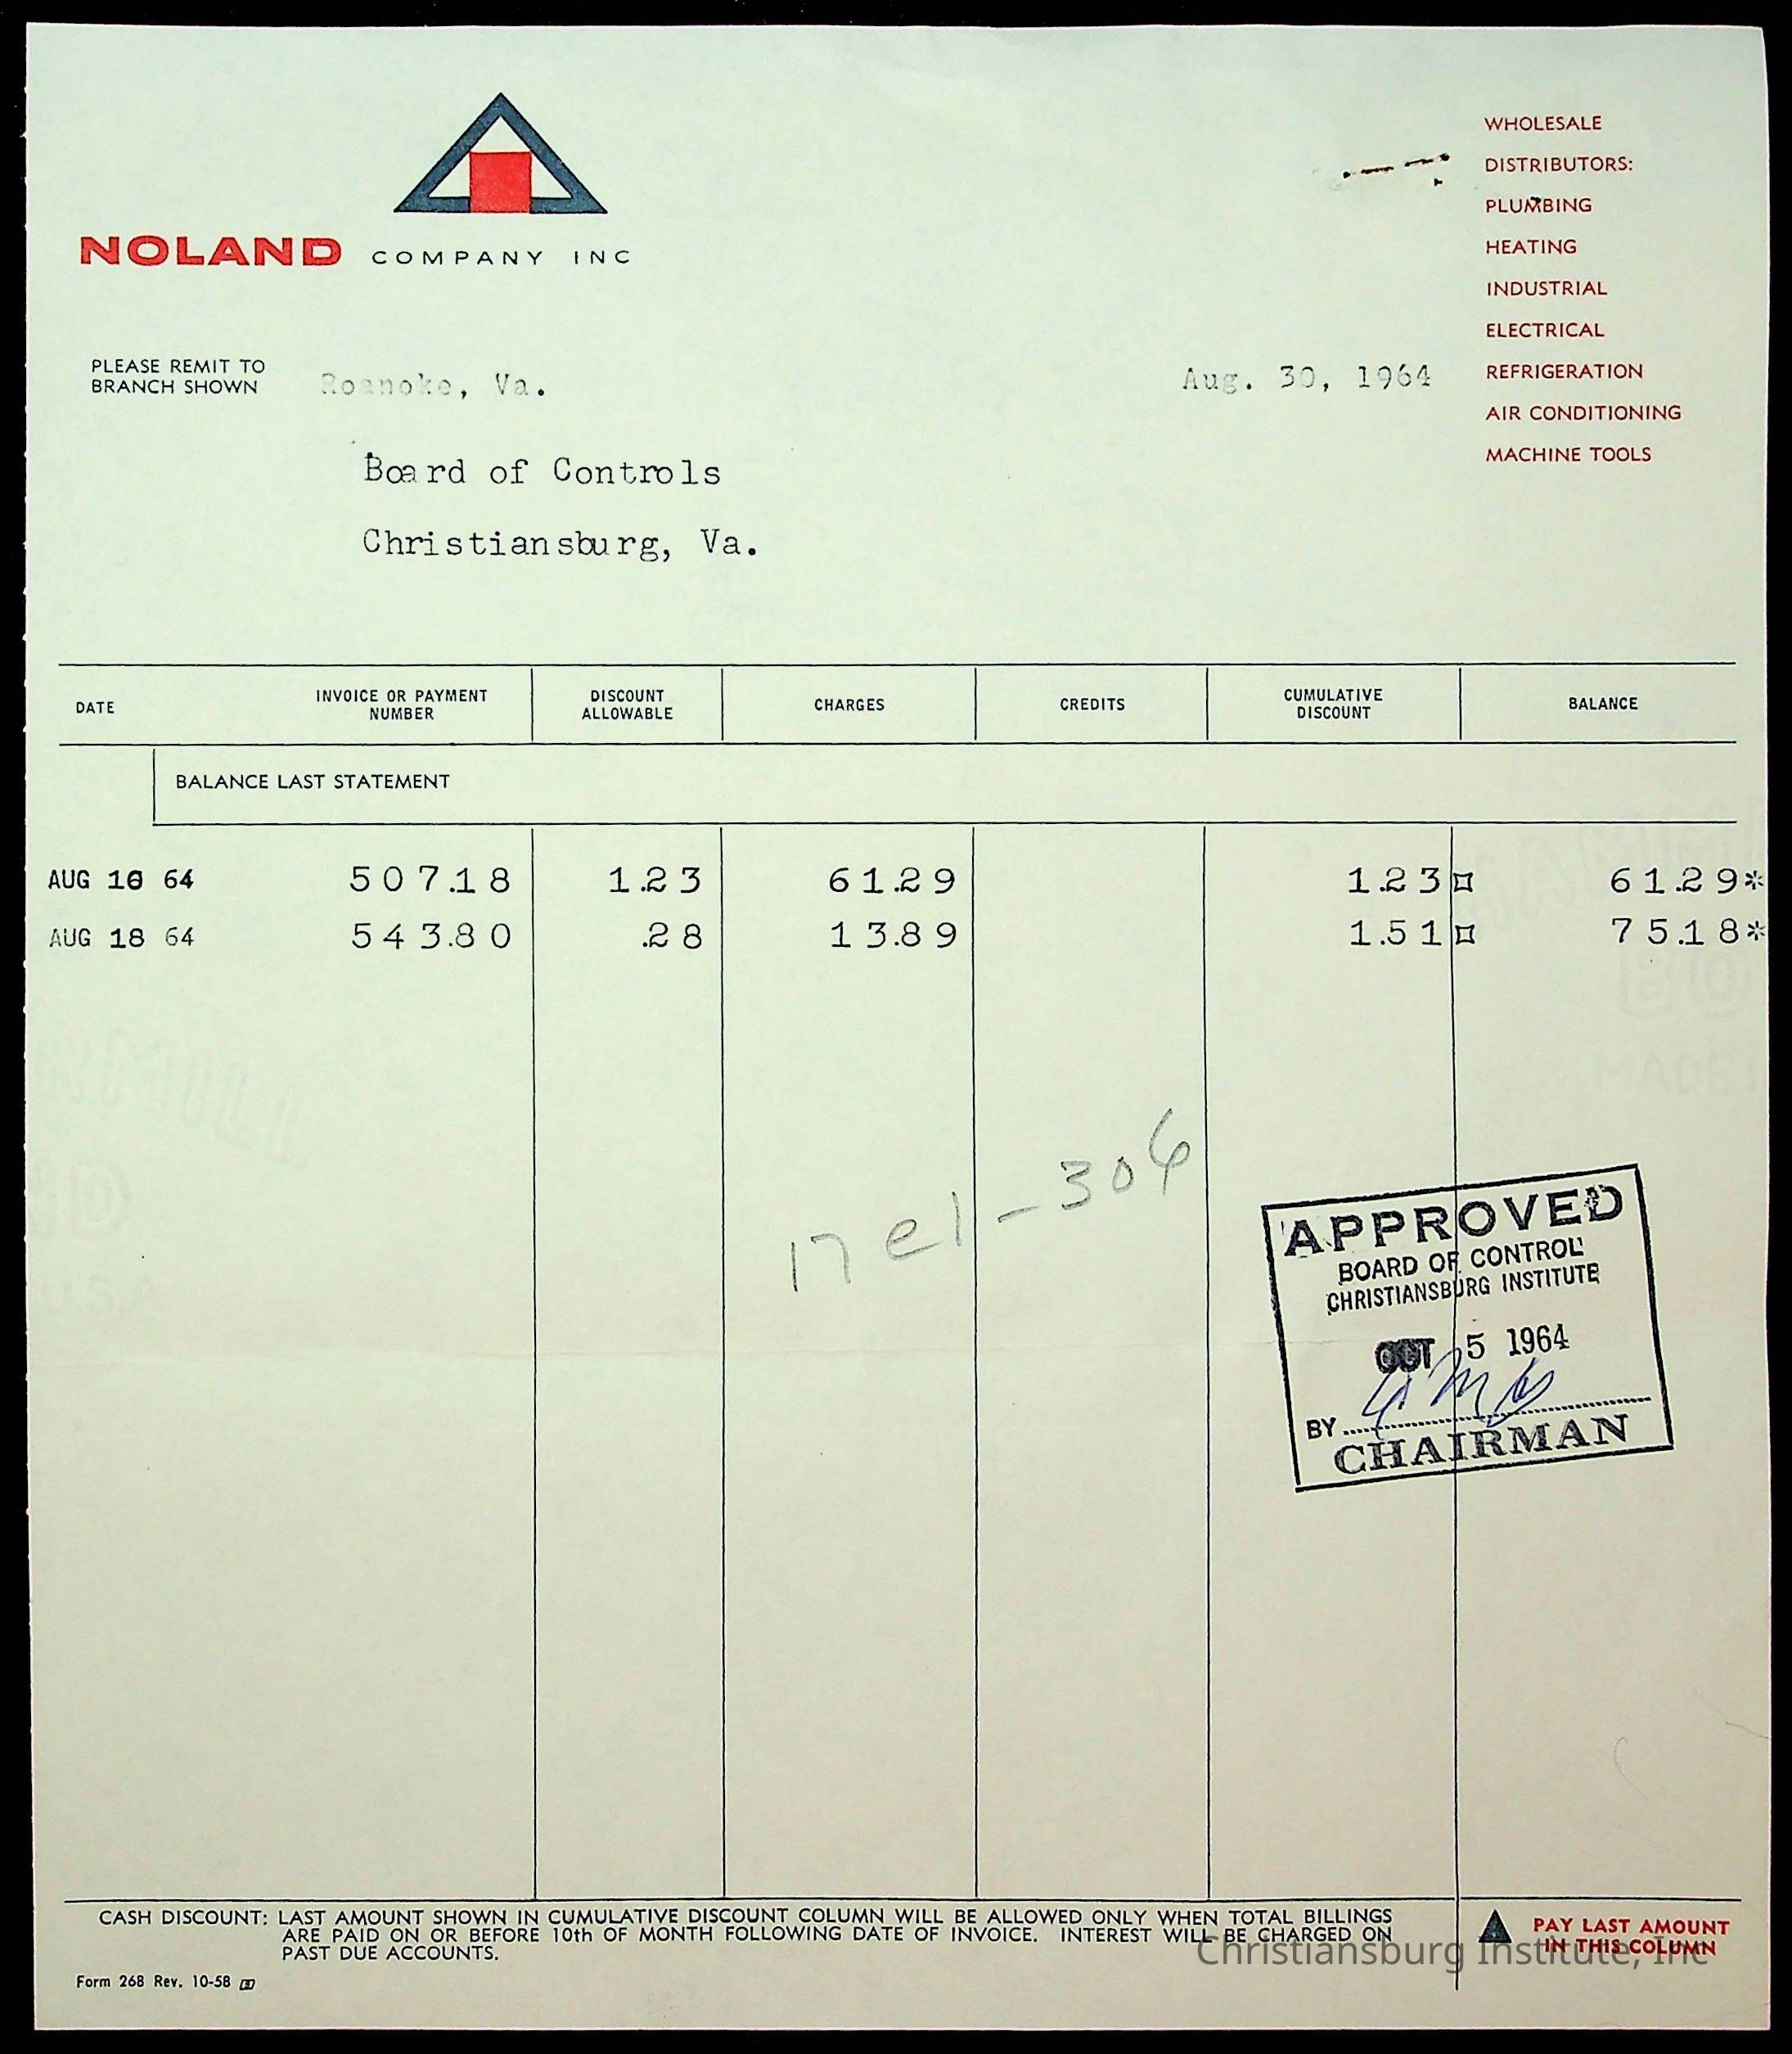 NOLAND COMPANY INC
WHOLESALE
DISTRIBUTORS:
PLUMBING
HEATING
INDUSTRIAL
ELECTRICAL
REFRIGERATION
AIR CONDITIONING
MACHINE TOOLS
PLEASE REMIT TO
BRANCH SHOWN
Roanoke, Va.
Aug. 30, 1964
Board of Controls
Christiansburg, Va.
DATE INVOICE OR PAYMENT NUMBER DISCOUNT ALLOWABLE CHARGES CREDITS CUMULATIVE DISCOUNT BALANCE
BALANCE LAST STATEMENT
AUG 10 64 507.18 1.23 61.29 1.23¤ 61.29*
AUG 18 64 543.80 .28 13.89 1.51¤ 75.18*
17 e1-306
APPROVED
BOARD OF CONTROL
CHRISTIANSBURG INSTITUTE
OCT 5 1964
BY
CHAIRMAN
CASH DISCOUNT: LAST AMOUNT SHOWN IN CUMULATIVE DISCOUNT COLUMN WILL BE ALLOWED ONLY WHEN TOTAL BILLINGS
ARE PAID ON OR BEFORE 10th OF MONTH FOLLOWING DATE OF INVOICE. INTEREST WILL BE CHARGED ON
PAST DUE ACCOUNTS.
PAY LAST AMOUNT
IN THIS COLUMN
Christiansburg Institute, Inc
Form 268 Rev. 10-58